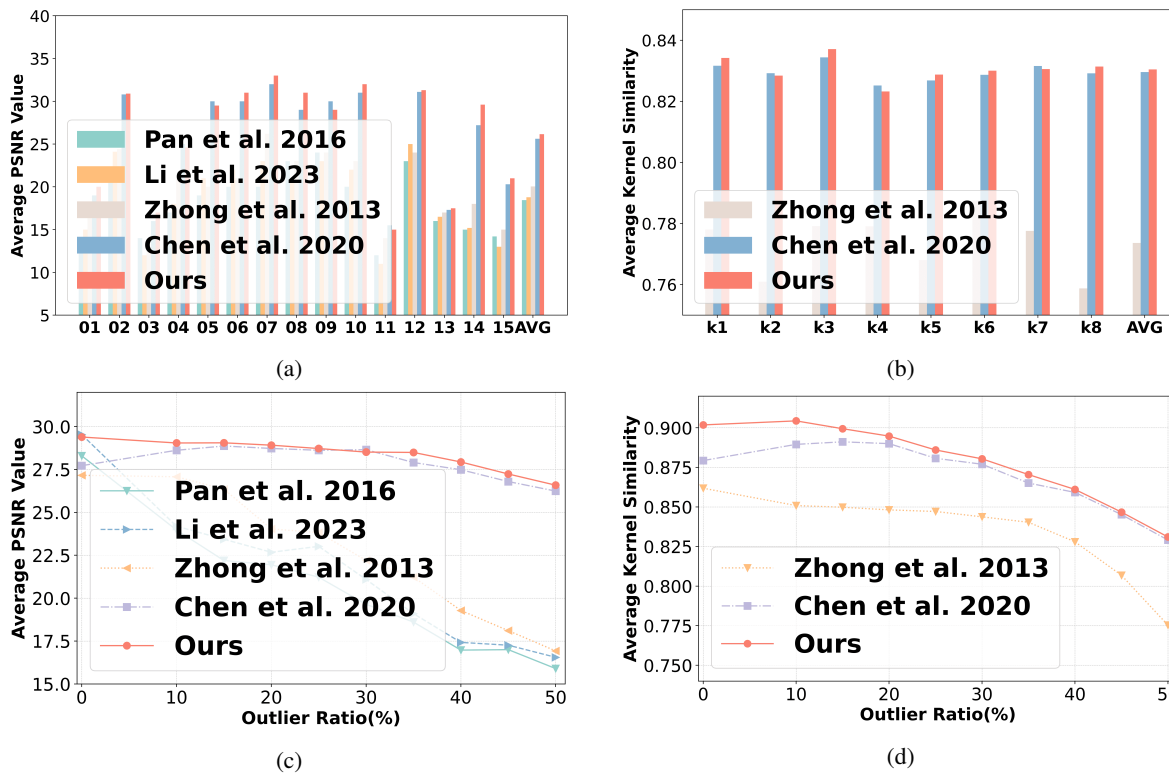 40
35
30
25
20
15
10
5
Average PSNR Value
Pan et al. 2016
Li et al. 2023
Zhong et al. 2013
Chen et al. 2020
Ours
01 02 03 04 05 06 07 08 09 10 11 12 13 14 15AVG
(a)
0.84
0.82
0.80
0.78
0.76
Average Kernel Similarity
Zhong et al. 2013
Chen et al. 2020
Ours
k1 k2 k3 k4 k5 k6 k7 k8 AVG
(b)
30.0
27.5
25.0
22.5
20.0
17.5
15.0
Average PSNR Value
Pan et al. 2016
Li et al. 2023
Zhong et al. 2013
Chen et al. 2020
Ours
0 10 20 30 40 50
Outlier Ratio(%)
(c)
0.900
0.875
0.850
0.825
0.800
0.775
0.750
Average Kernel Similarity
Zhong et al. 2013
Chen et al. 2020
Ours
0 10 20 30 40
Outlier Ratio(%)
(d)